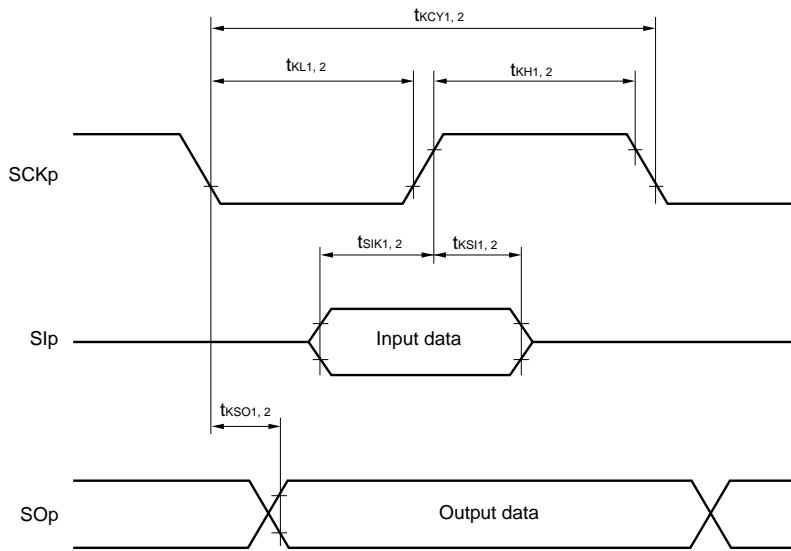 tKCY1, 2
tKL1, 2
tKH1, 2
SCKp
tSIK1, 2
tKSI1, 2
SIp
Input data
tKSO1, 2
SOp
Output data